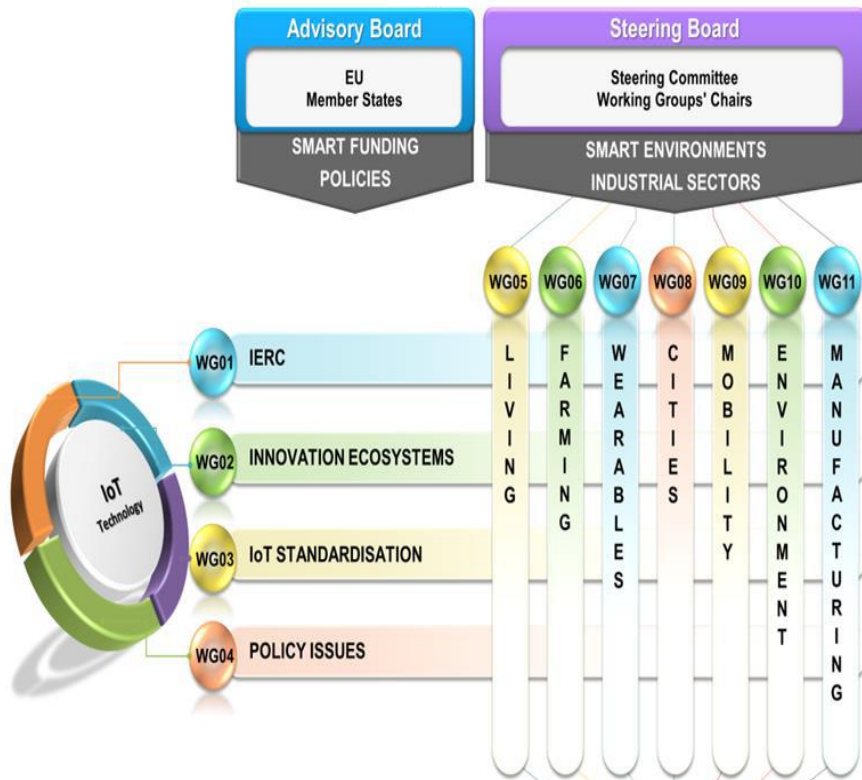 Advisory Board
EU
Member States
SMART FUNDING
POLICIES
Steering Board
Steering Committee
Working Groups' Chairs
SMART ENVIRONMENTS
INDUSTRIAL SECTORS
WG05
WG06
WG07
WG08
WG09
WG10
WG11
LIVING
FARMING
WEARABLES
CITIES
MOBILITY
ENVIRONMENT
MANUFACTURING
IoT
Technology
WG01 IERC
WG02 INNOVATION ECOSYSTEMS
WG03 IoT STANDARDISATION
WG04 POLICY ISSUES